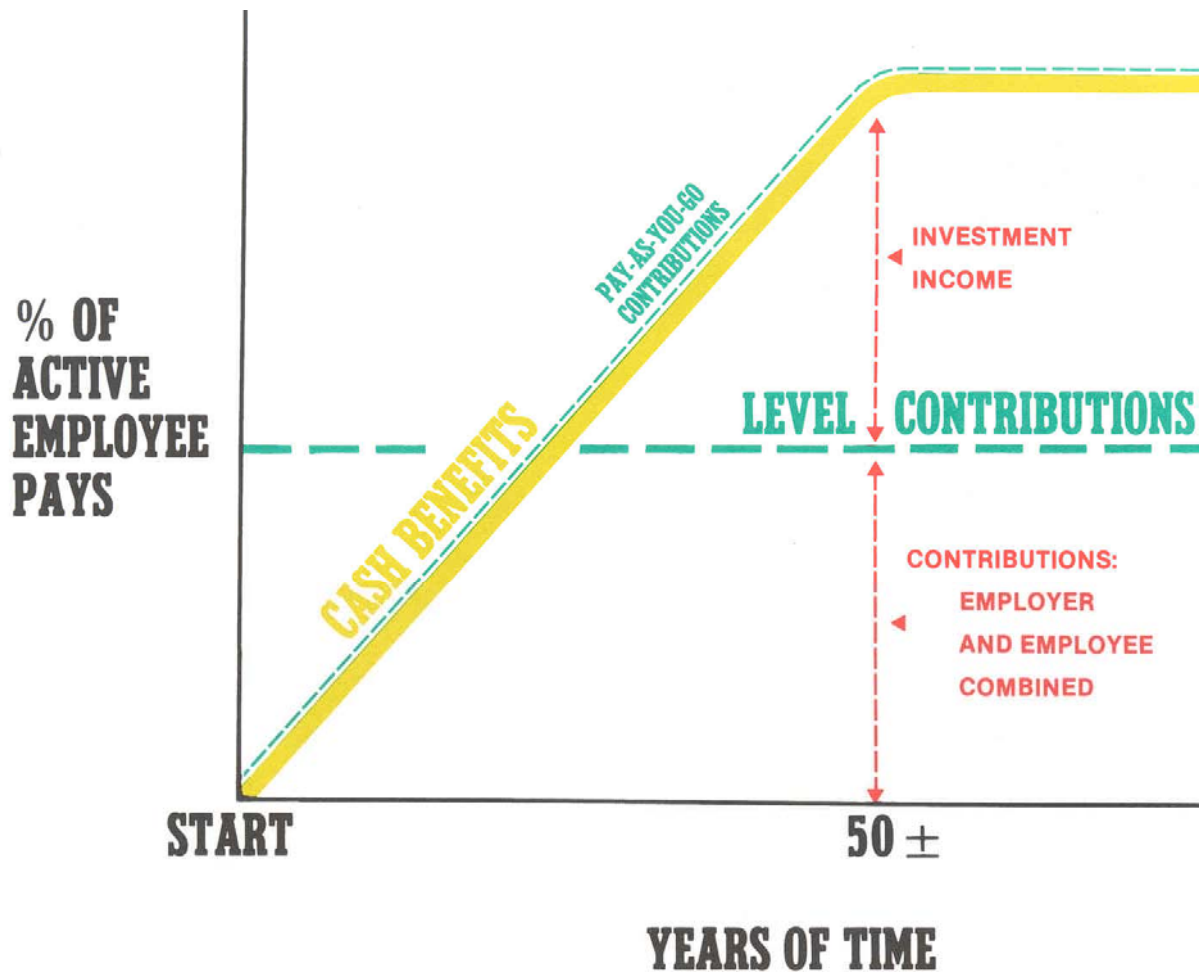 PAY-AS-YOU-GO
CONTRIBUTIONS
INVESTMENT
INCOME
% OF
ACTIVE
EMPLOYEE
PAYS
LEVEL CONTRIBUTIONS
CASH BENEFITS
CONTRIBUTIONS:
EMPLOYER
AND EMPLOYEE
COMBINED
START
50 ±
YEARS OF TIME